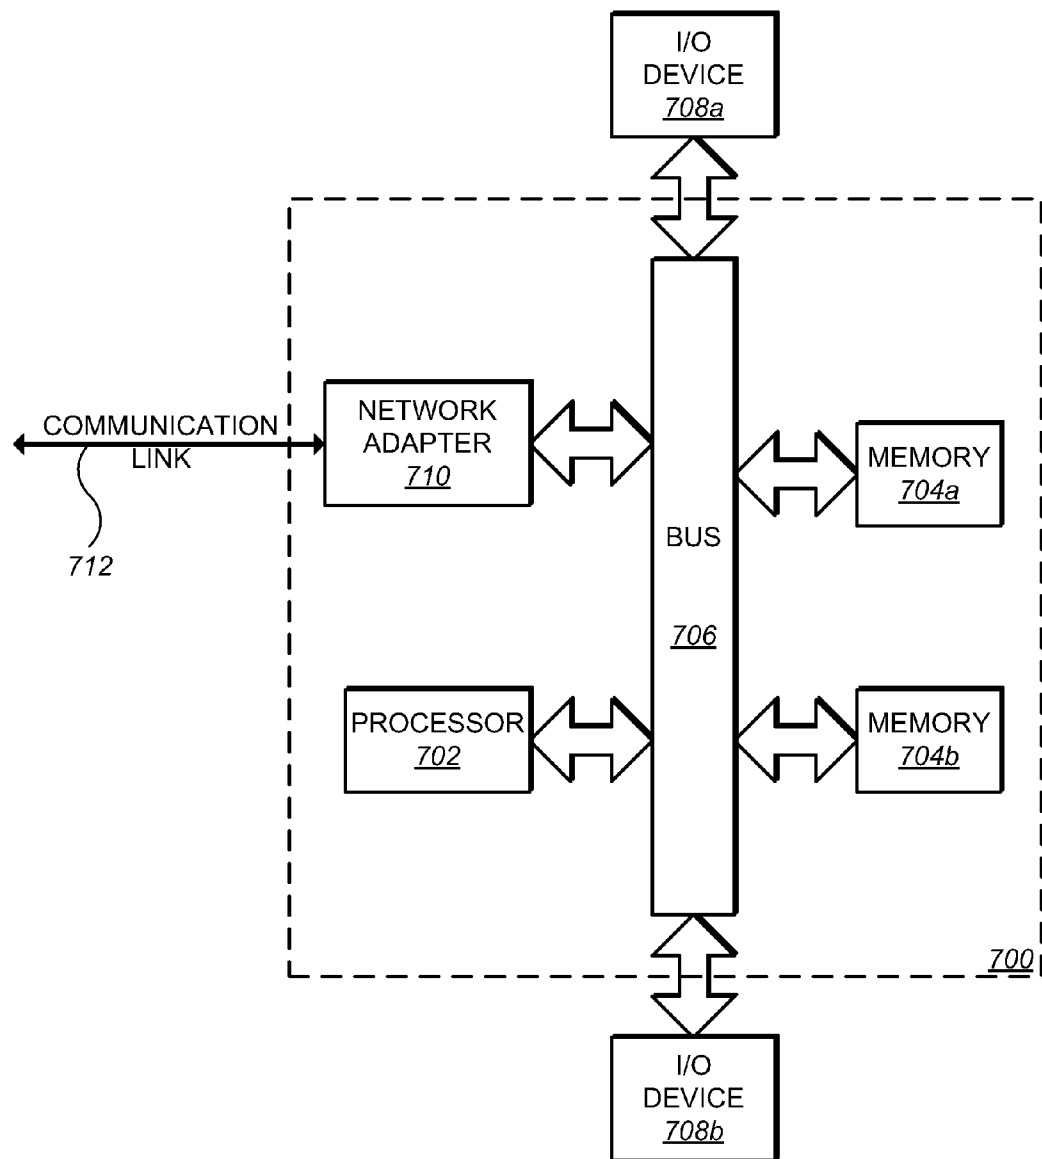 I/O
DEVICE
708a
COMMUNICATION
LINK
712
NETWORK
ADAPTER
710
MEMORY
704a
BUS
706
PROCESSOR
702
MEMORY
704b
700
I/O
DEVICE
708b